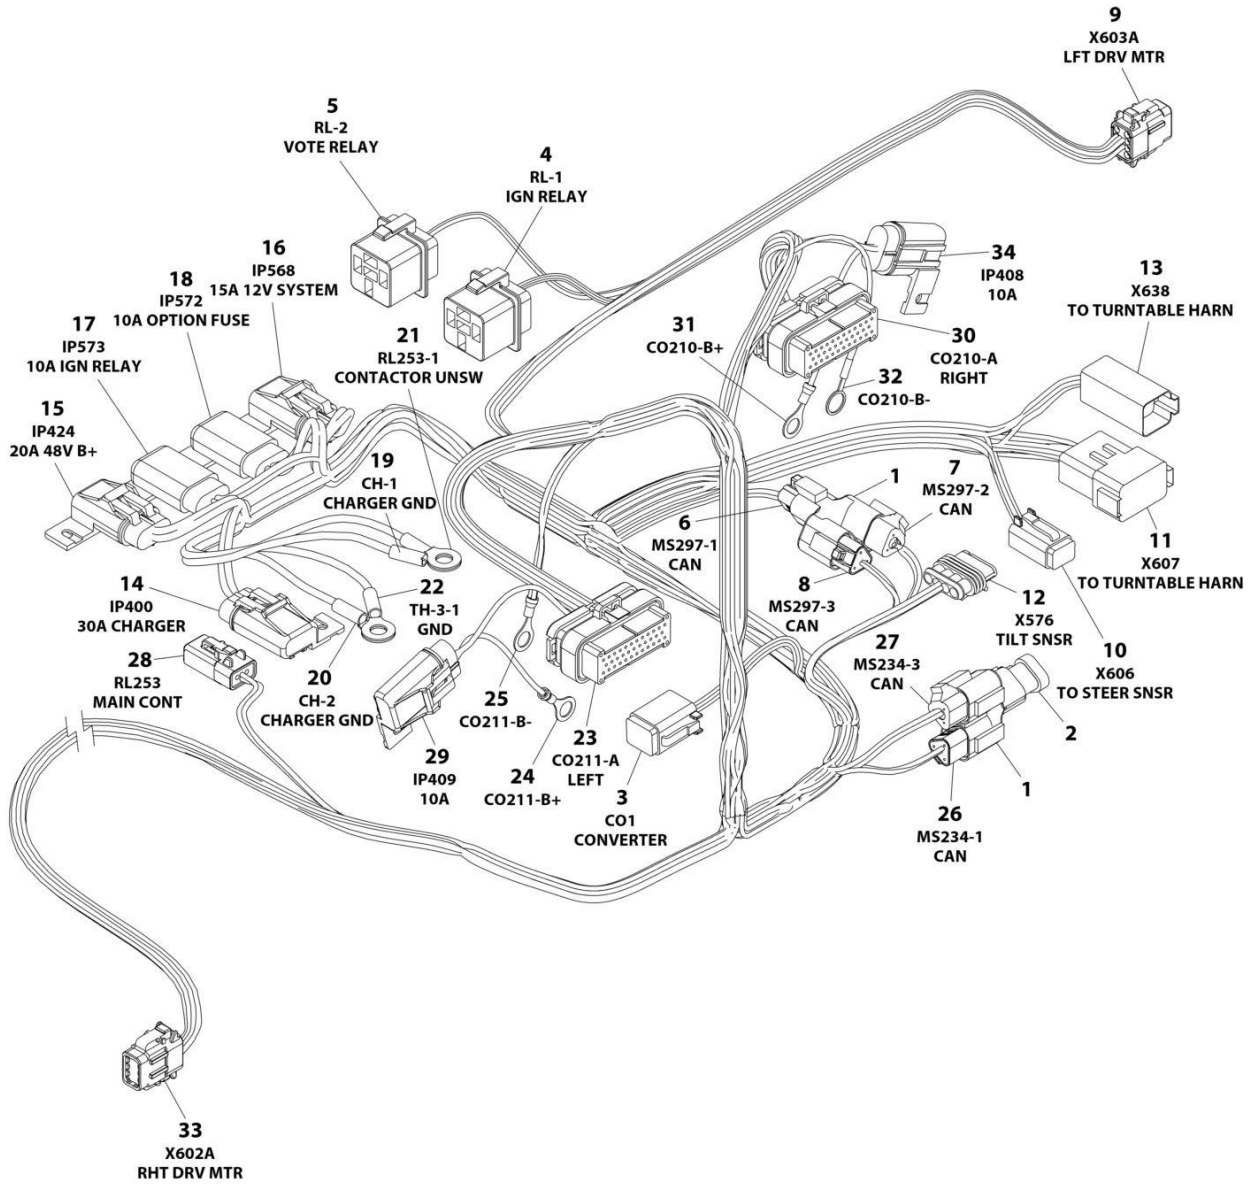 9
X603A
LFT DRV MTR
5
RL-2
VOTE RELAY
4
RL-1
IGN RELAY
16
IP568
15A 12V SYSTEM
18
IP572
10A OPTION FUSE
17
IP573
10A IGN RELAY
15
IP424
20A 48V B+
21
RL253-1
CONTACTOR UNSW
34
IP408
10A
13
X638
TO TURNTABLE HARN
31
CO210-B+
30
CO210-A
RIGHT
32
CO210-B-
19
CH-1
CHARGER GND
1
7
MS297-2
CAN
6
MS297-1
CAN
11
X607
TO TURNTABLE HARN
8
MS297-3
CAN
14
IP400
30A CHARGER
22
TH-3-1
GND
12
X576
TILT SNSR
10
X606
TO STEER SNSR
28
RL253
MAIN CONT
20
CH-2
CHARGER GND
27
MS234-3
CAN
25
CO211-B-
2
29
IP409
10A
24
CO211-B+
23
CO211-A
LEFT
3
CO1
CONVERTER
1
26
MS234-1
CAN
33
X602A
RHT DRV MTR